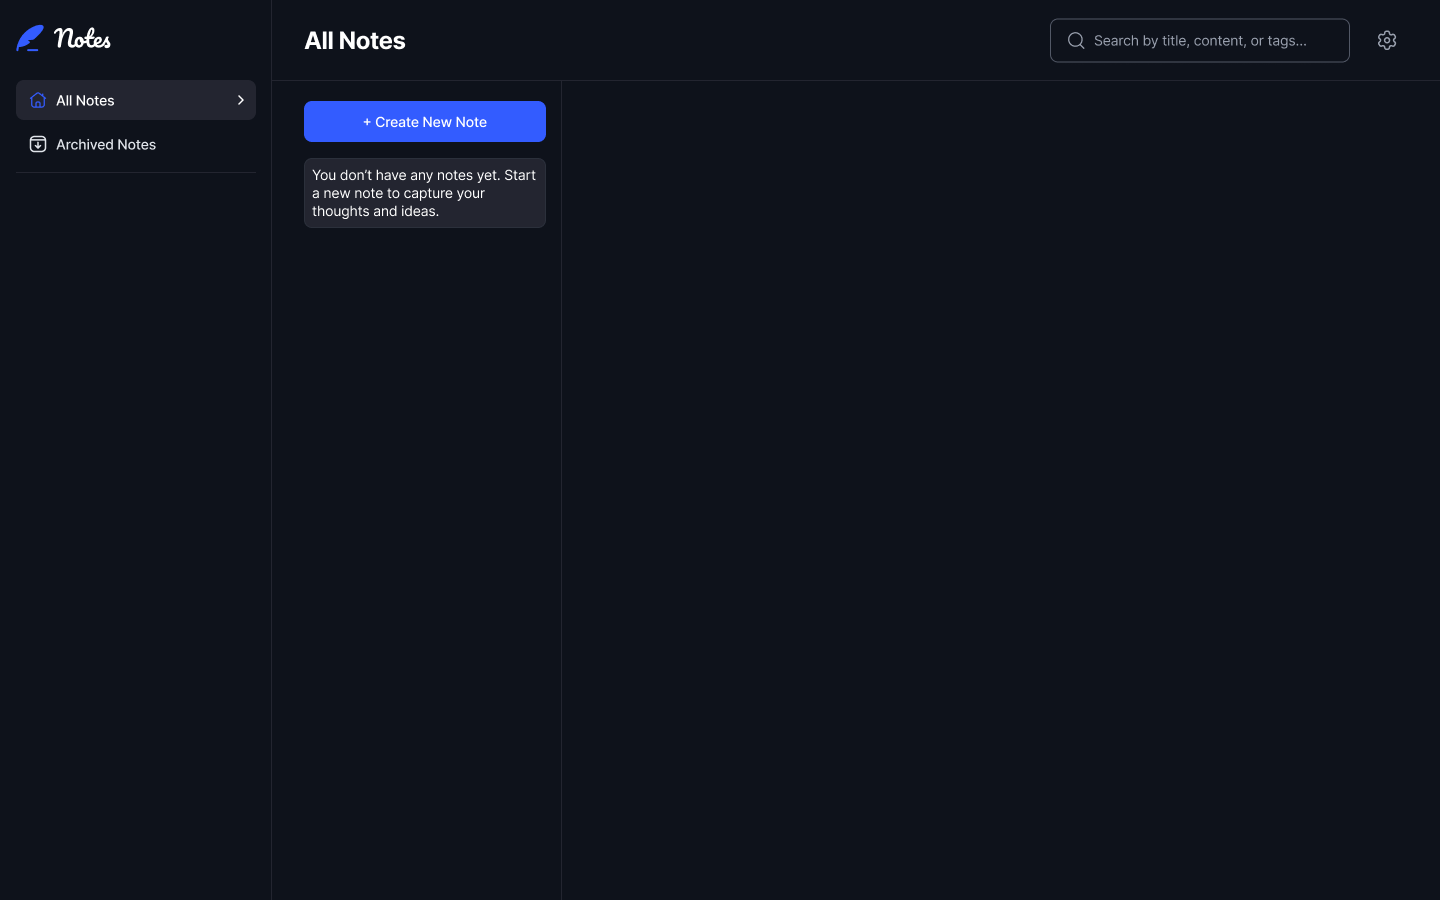 Notes
All Notes
Archived Notes
All Notes
Search by title, content, or tags...
+ Create New Note
You don't have any notes yet. Start
a new note to capture your
thoughts and ideas.